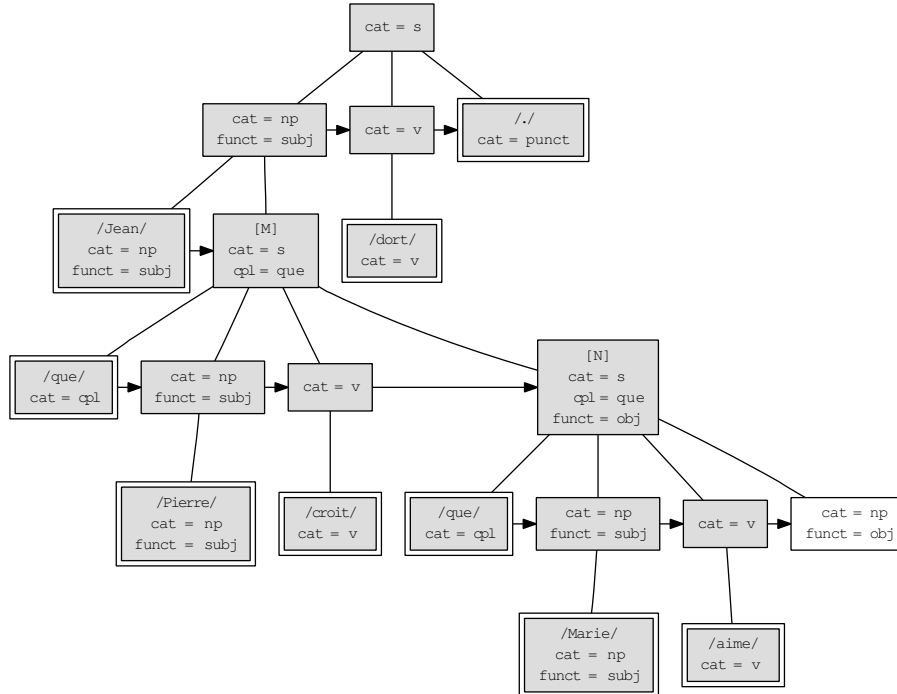 cat = s
cat = np
funct = subj
cat = v
/./
cat = punct
/Jean/
cat = np
funct = subj
[M]
cat = s
cpl = que
/dort/
cat = v
/que/
cat = cpl
cat = np
funct = subj
cat = v
[N]
cat = s
cpl = que
funct = obj
/Pierre/
cat = np
funct = subj
/croit/
cat = v
/que/
cat = cpl
cat = np
funct = subj
cat = v
cat = np
funct = obj
/Marie/
cat = np
funct = subj
/aime/
cat = v